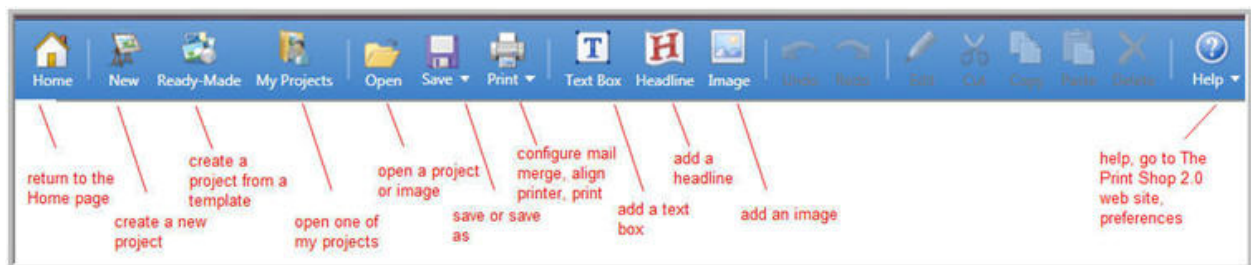 Home New Ready-Made My Projects Open Save Print Text Box Headline Image Undo Redo Edit Cut Copy Paste Delete Help
return to the
Home page
create a new
project
create a
project from a
template
open one of
my projects
open a project
or image
save or save
as
configure mail
merge, align
printer, print
add a text
box
add a
headline
add an image
help, go to The
Print Shop 2.0
web site,
preferences